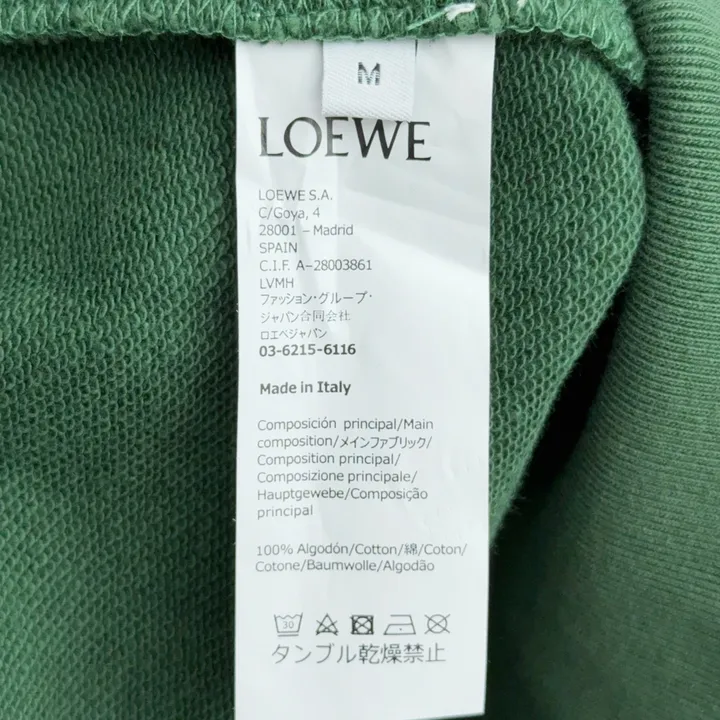 M
LOEWE
LOEWE S.A.
C/Goya, 4
28001 – Madrid
SPAIN
C.I.F. A–28003861
LVMH
ファッション・グループ・
ジャパン合同会社
ロエベジャパン
03-6215-6116
Made in Italy
Composición principal/Main
composition/メインファブリック/
Composition principal/
Composizione principale/
Hauptgewebe/Composição
principal
100% Algodón/Cotton/綿/Coton/
Cotone/Baumwolle/Algodão
30
タンブル乾燥禁止